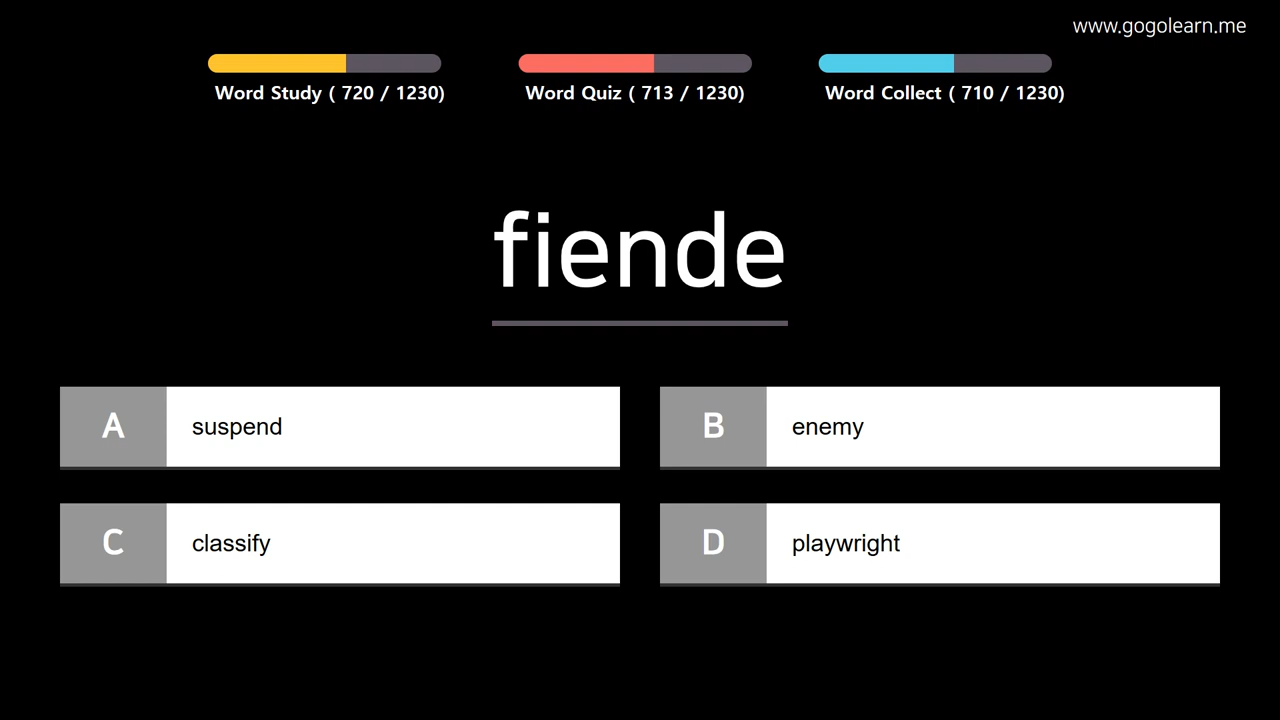 www.gogolearn.me
Word Study ( 720 / 1230)
Word Quiz ( 713 / 1230)
Word Collect ( 710 / 1230)
fiende
A suspend
B enemy
C classify
D playwright